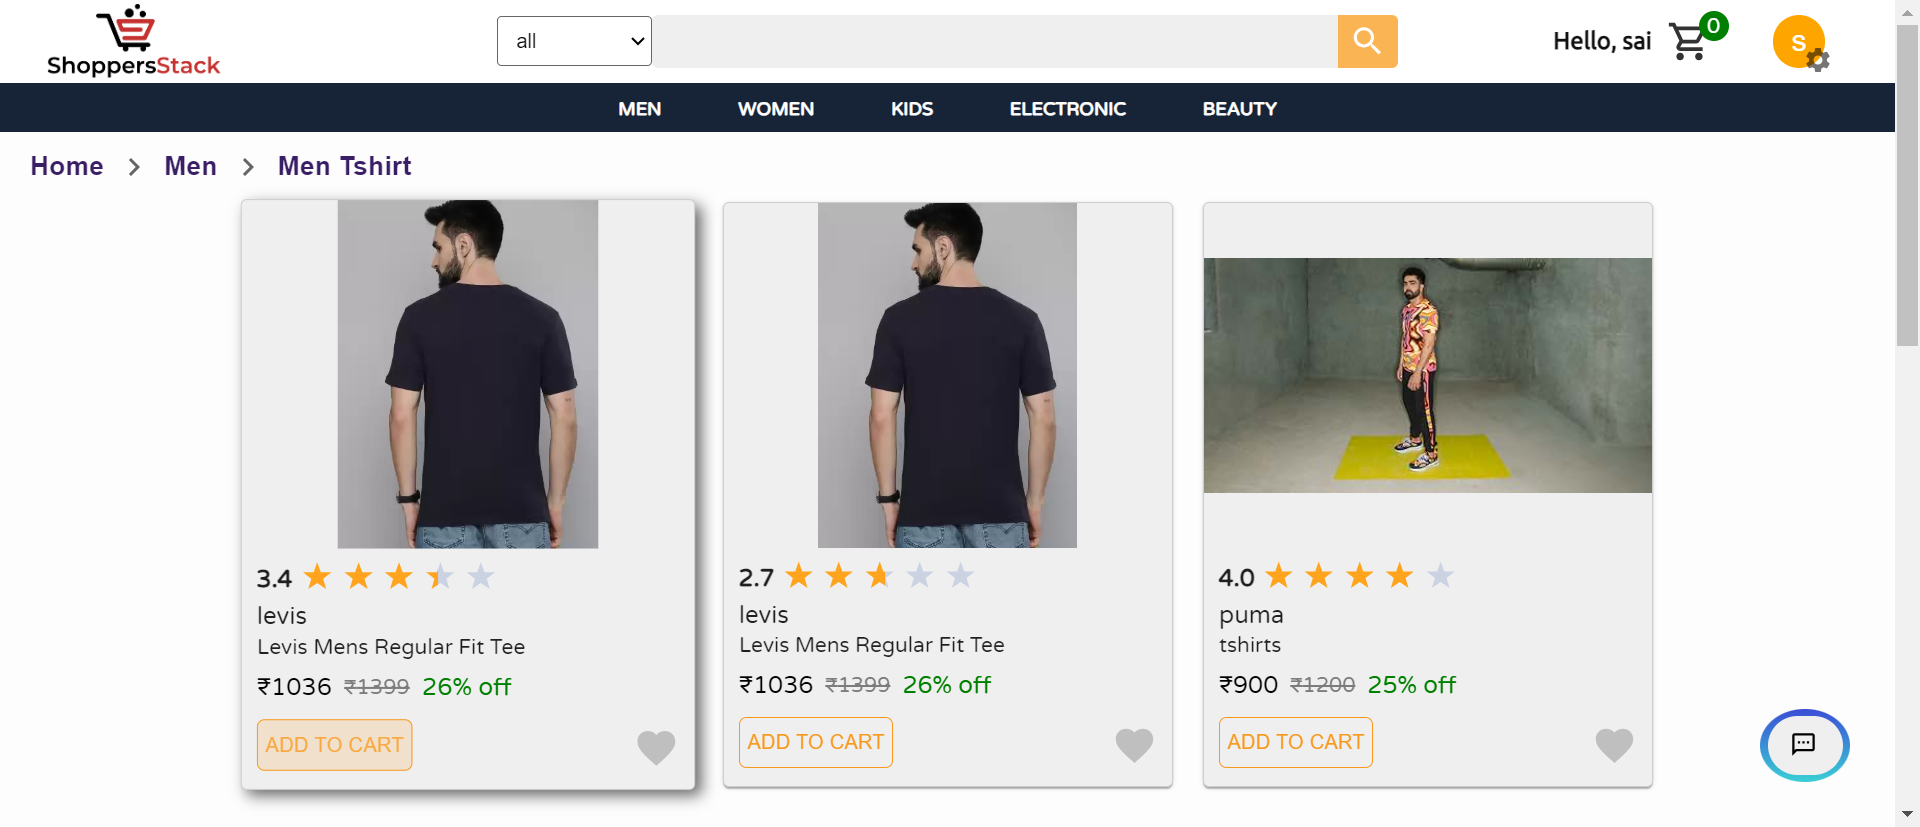 ShoppersStack
all
Hello, sai
0
S
MEN
WOMEN
KIDS
ELECTRONIC
BEAUTY
Home > Men > Men Tshirt
3.4
levis
Levis Mens Regular Fit Tee
₹1036 ₹1399 26% off
ADD TO CART
2.7
levis
Levis Mens Regular Fit Tee
₹1036 ₹1399 26% off
ADD TO CART
4.0
puma
tshirts
₹900 ₹1200 25% off
ADD TO CART